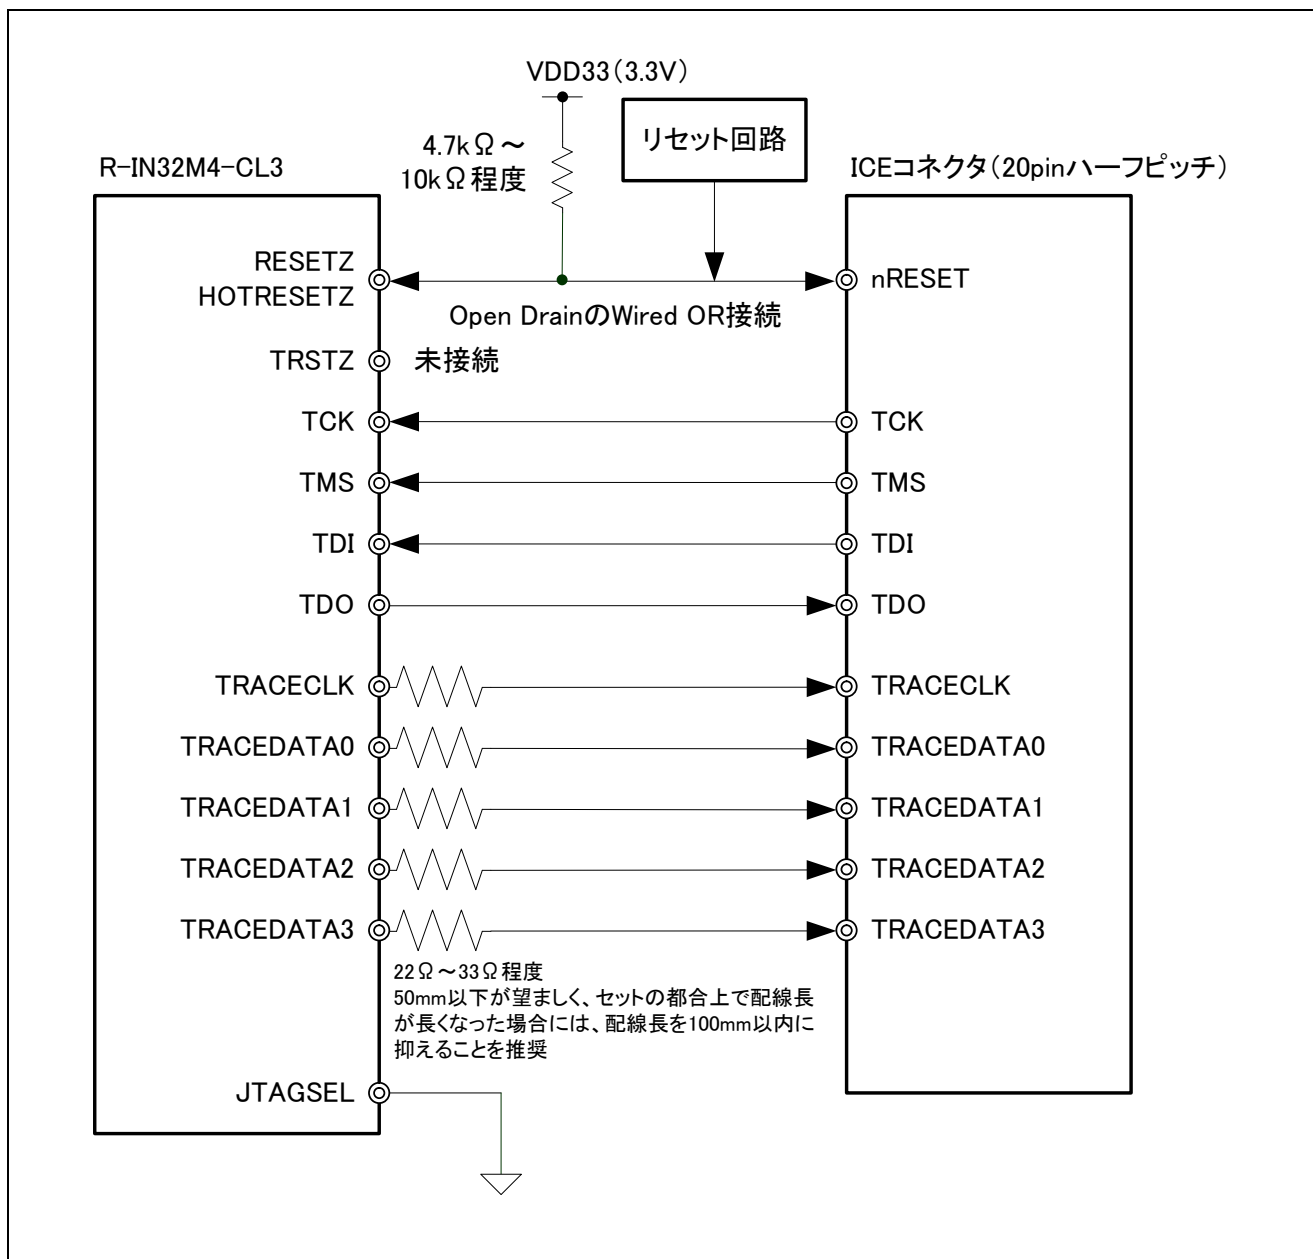 VDD33(3.3V)
4.7kΩ～
10kΩ程度
リセット回路
R-IN32M4-CL3
ICEコネクタ(20pinハーフピッチ)
RESETZ
HOTRESETZ
nRESET
Open DrainのWired OR接続
TRSTZ
未接続
TCK
TCK
TMS
TMS
TDI
TDI
TDO
TDO
TRACECLK
TRACECLK
TRACEDATA0
TRACEDATA0
TRACEDATA1
TRACEDATA1
TRACEDATA2
TRACEDATA2
TRACEDATA3
TRACEDATA3
22Ω～33Ω程度
50mm以下が望ましく、セットの都合上で配線長
が長くなった場合には、配線長を100mm以内に
抑えることを推奨
JTAGSEL